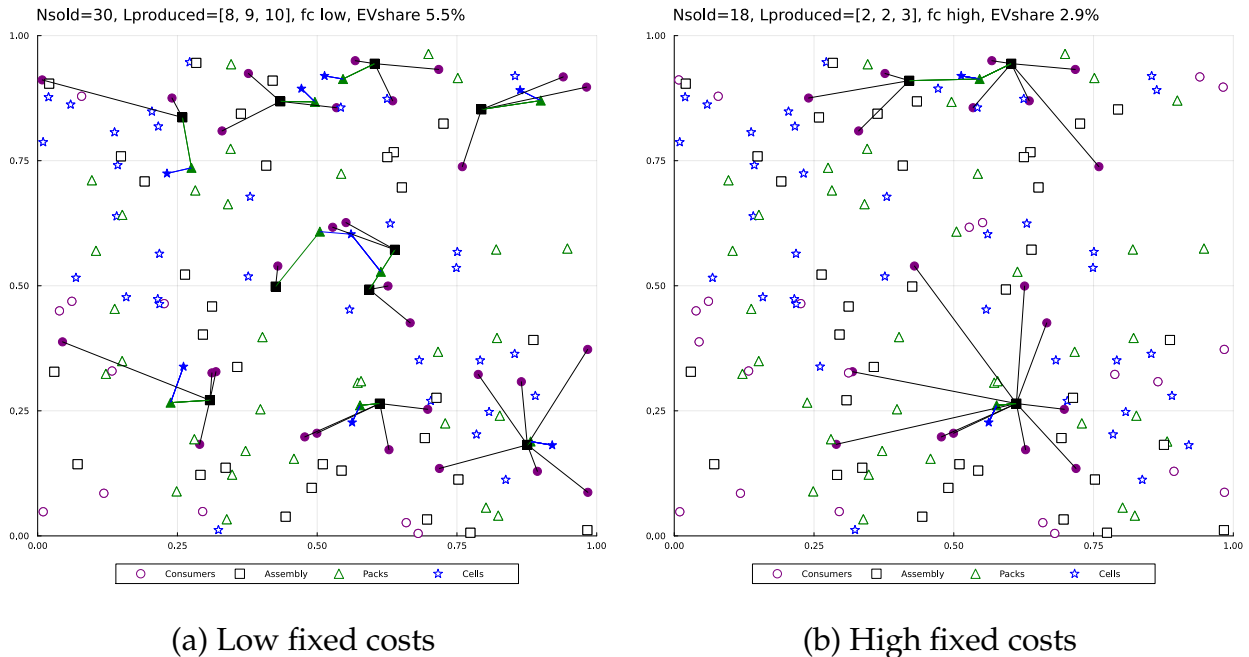 Nsold=30, Lproduced=[8, 9, 10], fc low, EVshare 5.5%
1.00
0.75
0.50
0.25
0.00
0.00 0.25 0.50 0.75 1.00
Consumers Assembly Packs Cells
(a) Low fixed costs
Nsold=18, Lproduced=[2, 2, 3], fc high, EVshare 2.9%
1.00
0.75
0.50
0.25
0.00
0.00 0.25 0.50 0.75 1.00
Consumers Assembly Packs Cells
(b) High fixed costs